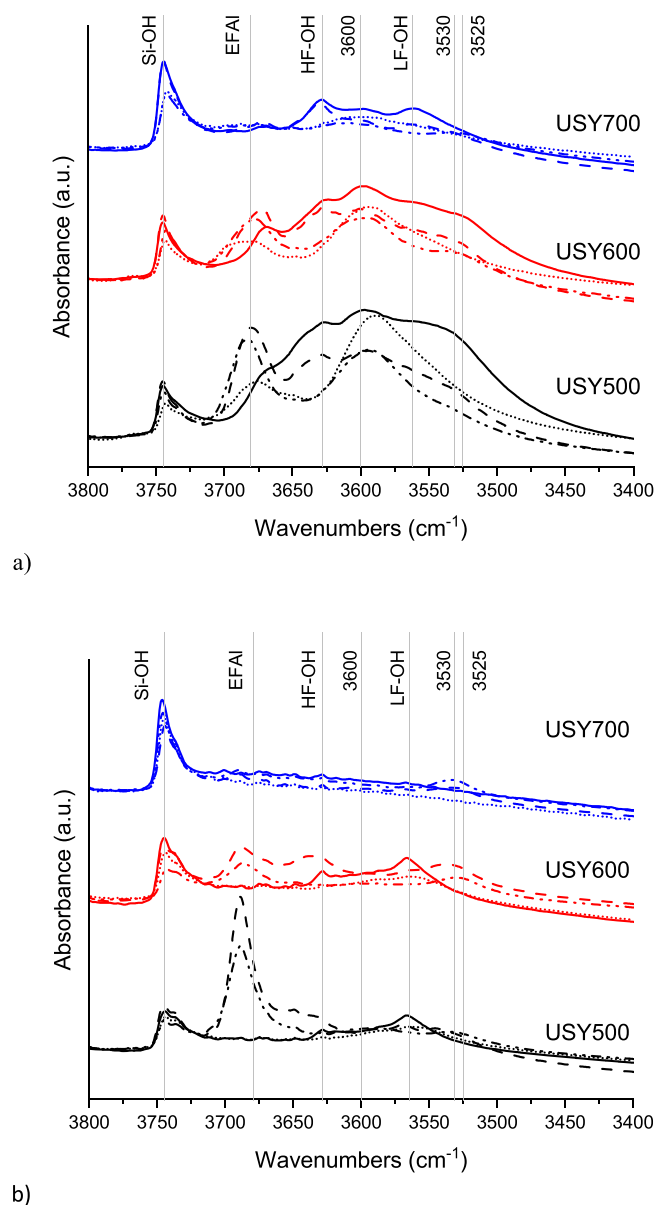 Si-OH
EFAl
HF-OH
3600
LF-OH
3530
3525
USY700
USY600
USY500
Absorbance (a.u.)
3800 3750 3700 3650 3600 3550 3500 3450 3400
Wavenumbers (cm⁻¹)
a)
Si-OH
EFAl
HF-OH
3600
LF-OH
3530
3525
USY700
USY600
USY500
Absorbance (a.u.)
3800 3750 3700 3650 3600 3550 3500 3450 3400
Wavenumbers (cm⁻¹)
b)